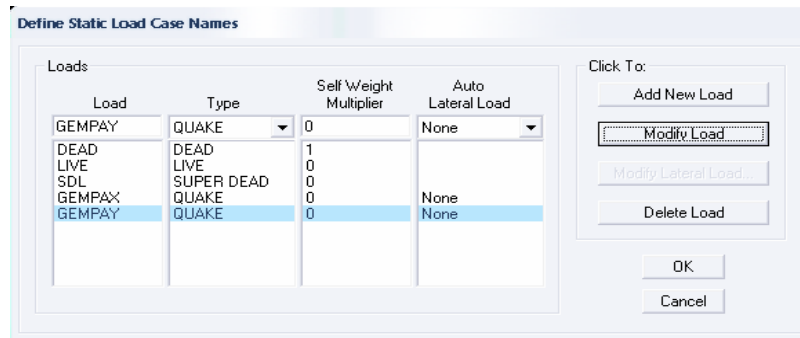 Define Static Load Case Names
Loads
Load Type Self Weight Multiplier Auto Lateral Load
GEMPAY QUAKE 0 None
DEAD DEAD 1
LIVE LIVE 0
SDL SUPER DEAD 0
GEMPAX QUAKE 0 None
GEMPAY QUAKE 0 None
Click To:
Add New Load
Modify Load
Modify Lateral Load...
Delete Load
OK
Cancel